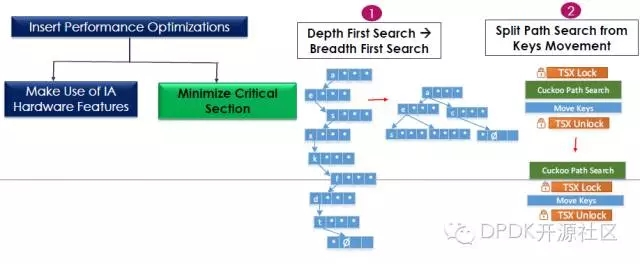 Insert Performance Optimizations
Make Use of IA
Hardware Features
Minimize Critical
Section
1
Depth First Search →
Breadth First Search
a * * *
e * * *
s * * *
x * * *
k * * *
f * * *
d * * *
t * * *
* Ø
a * * *
e * * *
c * * *
s * * *
* * * *
* Ø
2
Split Path Search from
Keys Movement
TSX Lock
Cuckoo Path Search
Move Keys
TSX Unlock
Cuckoo Path Search
TSX Lock
Move Keys
TSX Unlock
DPDK开源社区